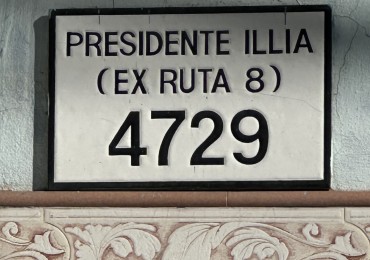 PRESIDENTE ILLIA
(EX RUTA 8)
4729